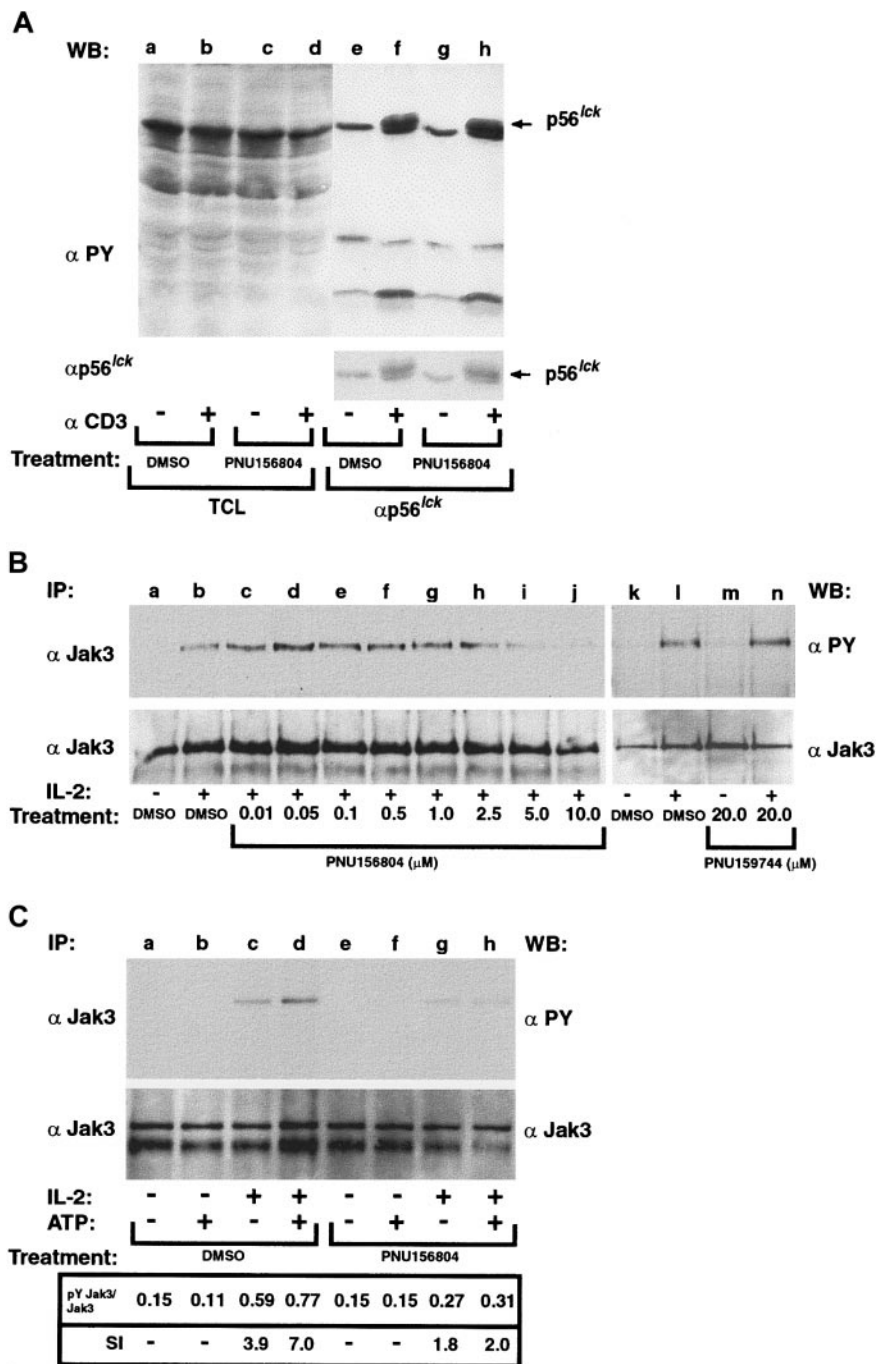 A
WB: a b c d e f g h
p56lck
α PY
αp56lck
p56lck
α CD3 - + - + - + - +
Treatment: DMSO PNU156804 DMSO PNU156804
TCL αp56lck
B
IP: a b c d e f g h i j k l m n WB:
α Jak3 α PY
α Jak3 α Jak3
IL-2: - + + + + + + + + + - + - +
Treatment: DMSO DMSO 0.01 0.05 0.1 0.5 1.0 2.5 5.0 10.0 DMSO DMSO 20.0 20.0
PNU156804 (μM) PNU159744 (μM)
C
IP: a b c d e f g h WB:
α Jak3 α PY
α Jak3 α Jak3
IL-2: - - + + - - + +
ATP: - + - + - + - +
Treatment: DMSO PNU156804
pY Jak3/
Jak3 0.15 0.11 0.59 0.77 0.15 0.15 0.27 0.31
SI - - 3.9 7.0 - - 1.8 2.0